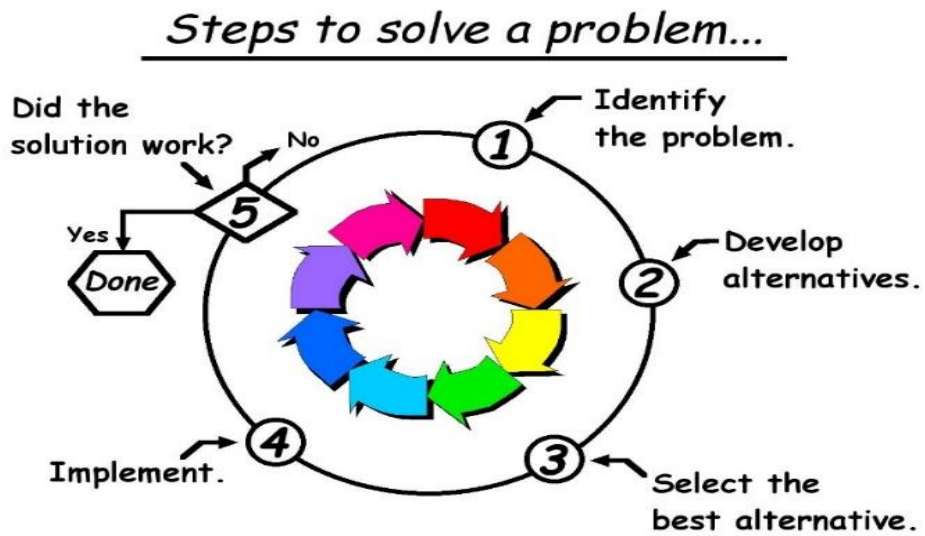 Steps to solve a problem...
1
Identify
the problem.
2
Develop
alternatives.
3
Select the
best alternative.
4
Implement.
5
Did the
solution work?
No
Yes
Done